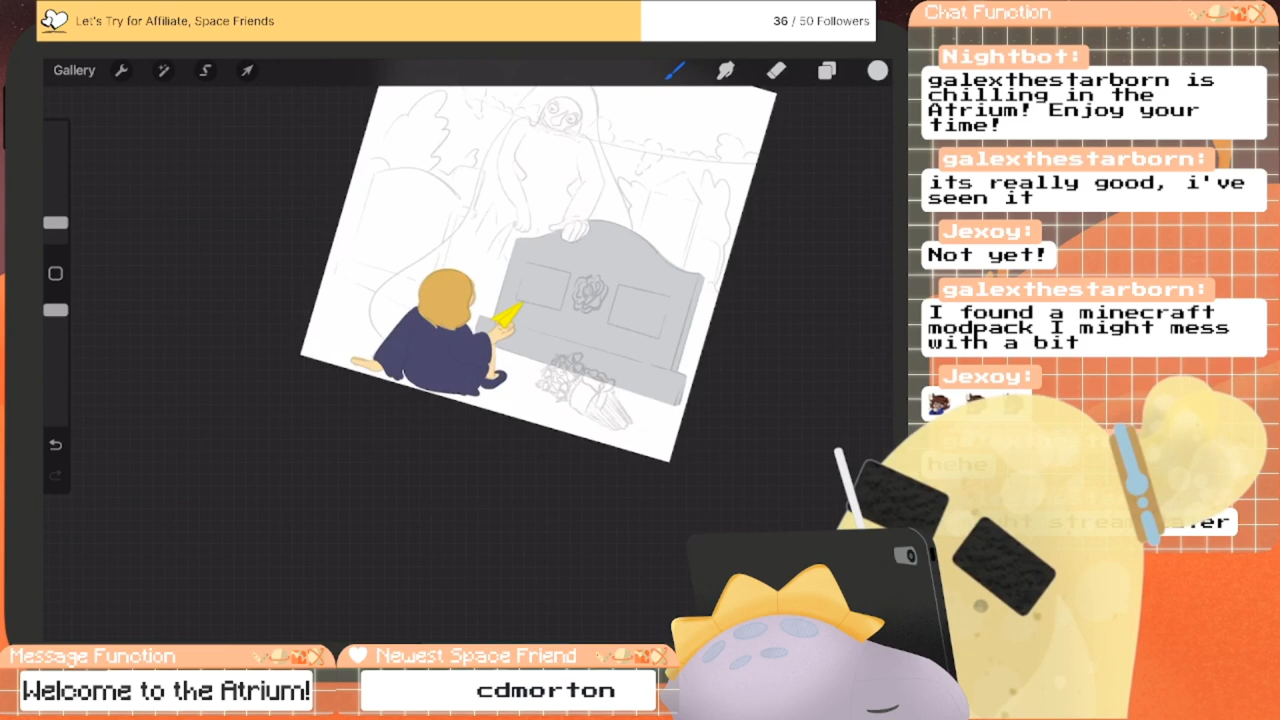 Let's Try for Affiliate, Space Friends
36 / 50 Followers
Gallery
Chat Function
Nightbot:
galexthestarborn is
chilling in the
Atrium! Enjoy your
time!
galexthestarborn:
its really good, i've
seen it
Jexoy:
Not yet!
galexthestarborn:
I found a minecraft
modpack I might mess
with a bit
Jexoy:
hehe
Message Function
Welcome to the Atrium!
Newest Space Friend
cdmorton